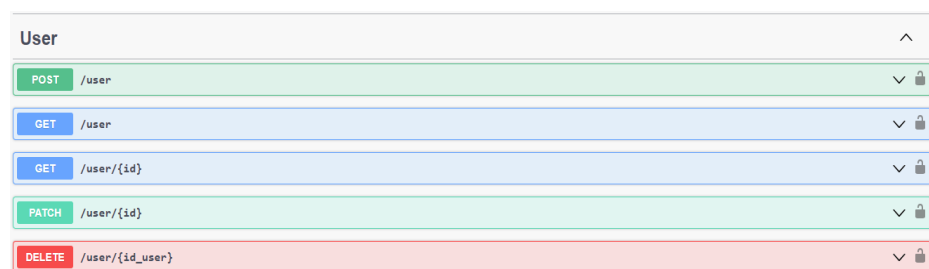 User
POST /user
GET /user
GET /user/{id}
PATCH /user/{id}
DELETE /user/{id_user}